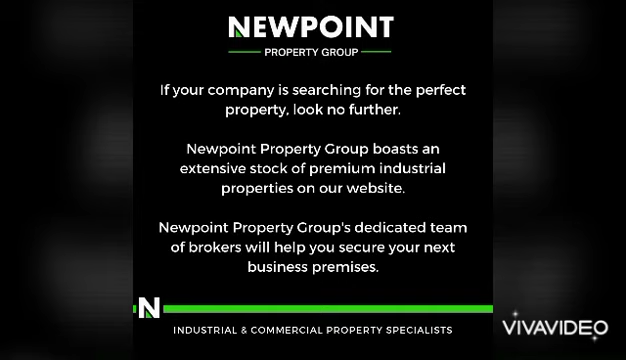 NEWPOINT
PROPERTY GROUP
If your company is searching for the perfect
property, look no further.
Newpoint Property Group boasts an
extensive stock of premium industrial
properties on our website.
Newpoint Property Group's dedicated team
of brokers will help you secure your next
business premises.
N
INDUSTRIAL & COMMERCIAL PROPERTY SPECIALISTS
VIVAVIDEO